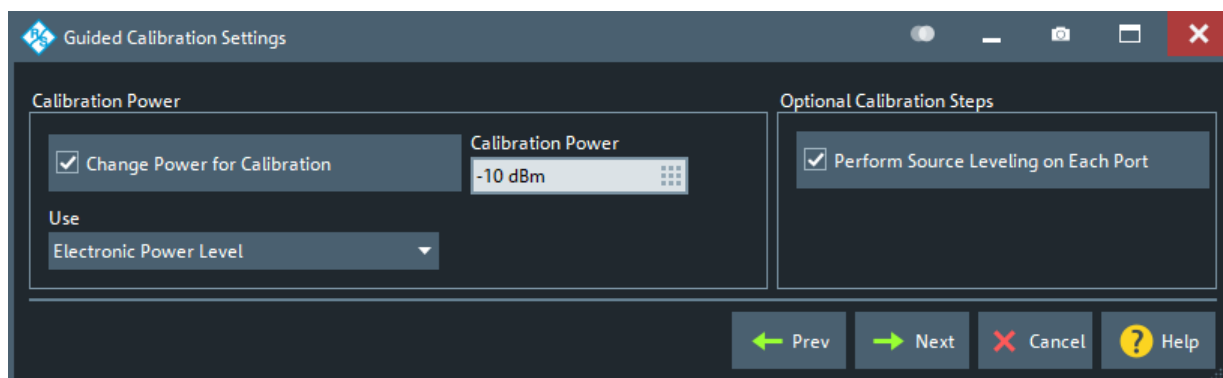 R&S
Guided Calibration Settings
Calibration Power
Change Power for Calibration
Calibration Power
-10 dBm
Use
Electronic Power Level
Optional Calibration Steps
Perform Source Leveling on Each Port
Prev
Next
Cancel
? Help